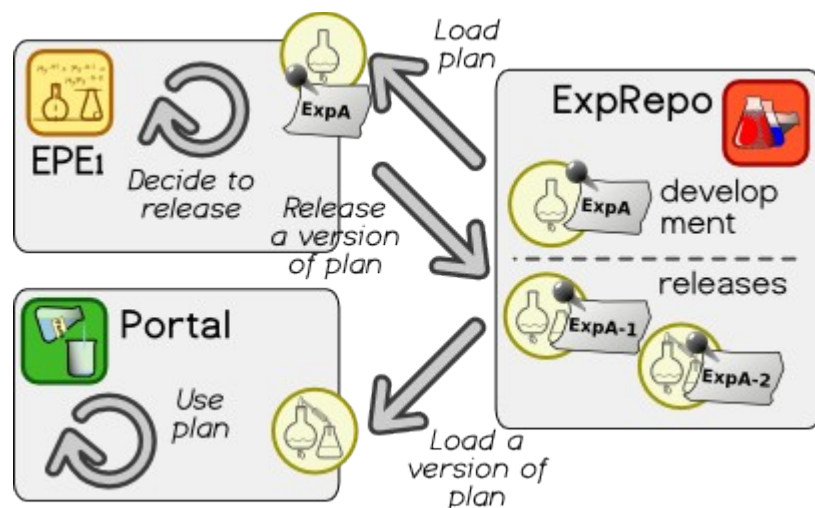 Load
plan
ExpA
EPE1
Decide to
release
Release
a version
of plan
ExpRepo
ExpA
develop
ment
releases
ExpA-1
ExpA-2
Portal
Use
plan
Load a
version of
plan